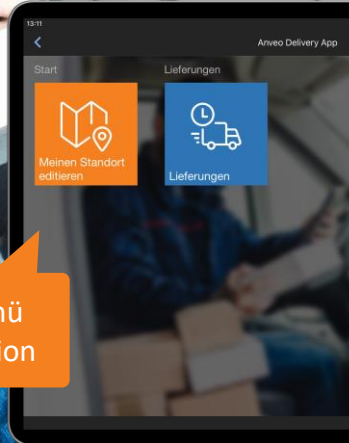 13:11
Anveo Delivery App
Start
Lieferungen
Meinen Standort
editieren
Lieferungen